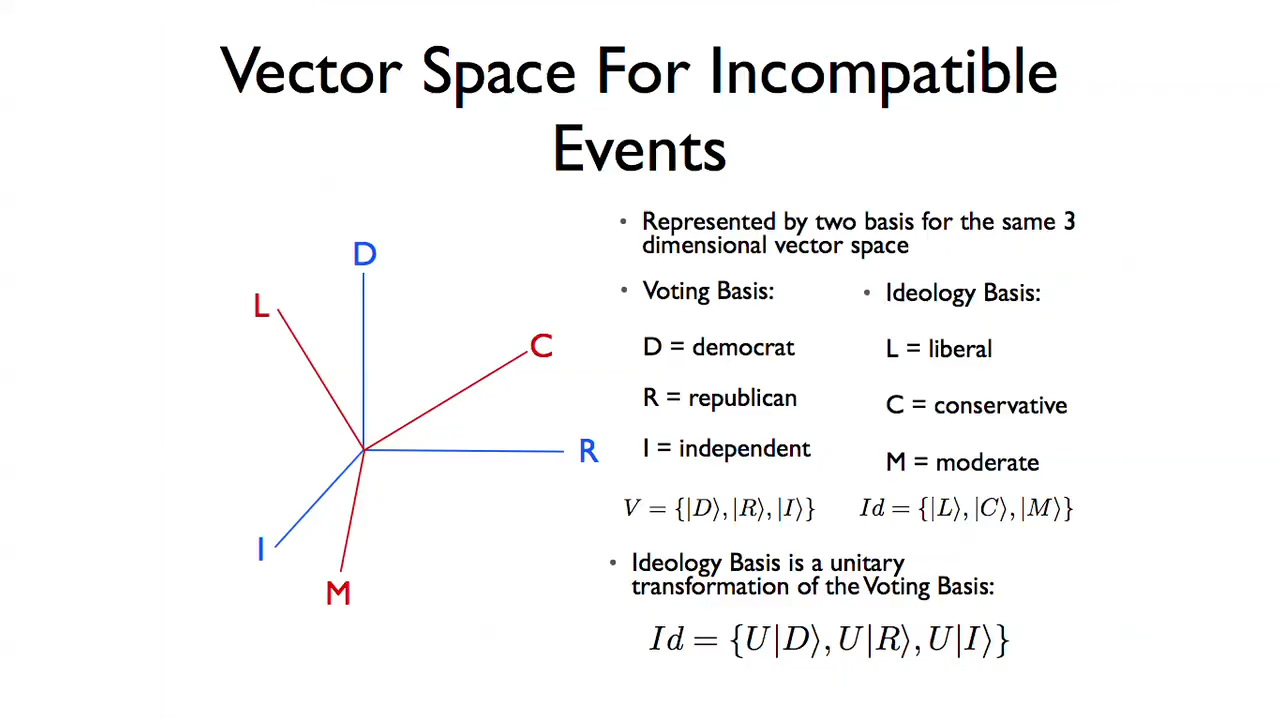 Vector Space For Incompatible
Events
D
L
C
R
I
M
• Represented by two basis for the same 3
dimensional vector space
• Voting Basis:
D = democrat
R = republican
I = independent
V = {|D⟩, |R⟩, |I⟩}
• Ideology Basis:
L = liberal
C = conservative
M = moderate
Id = {|L⟩, |C⟩, |M⟩}
• Ideology Basis is a unitary
transformation of the Voting Basis:
Id = {U|D⟩, U|R⟩, U|I⟩}